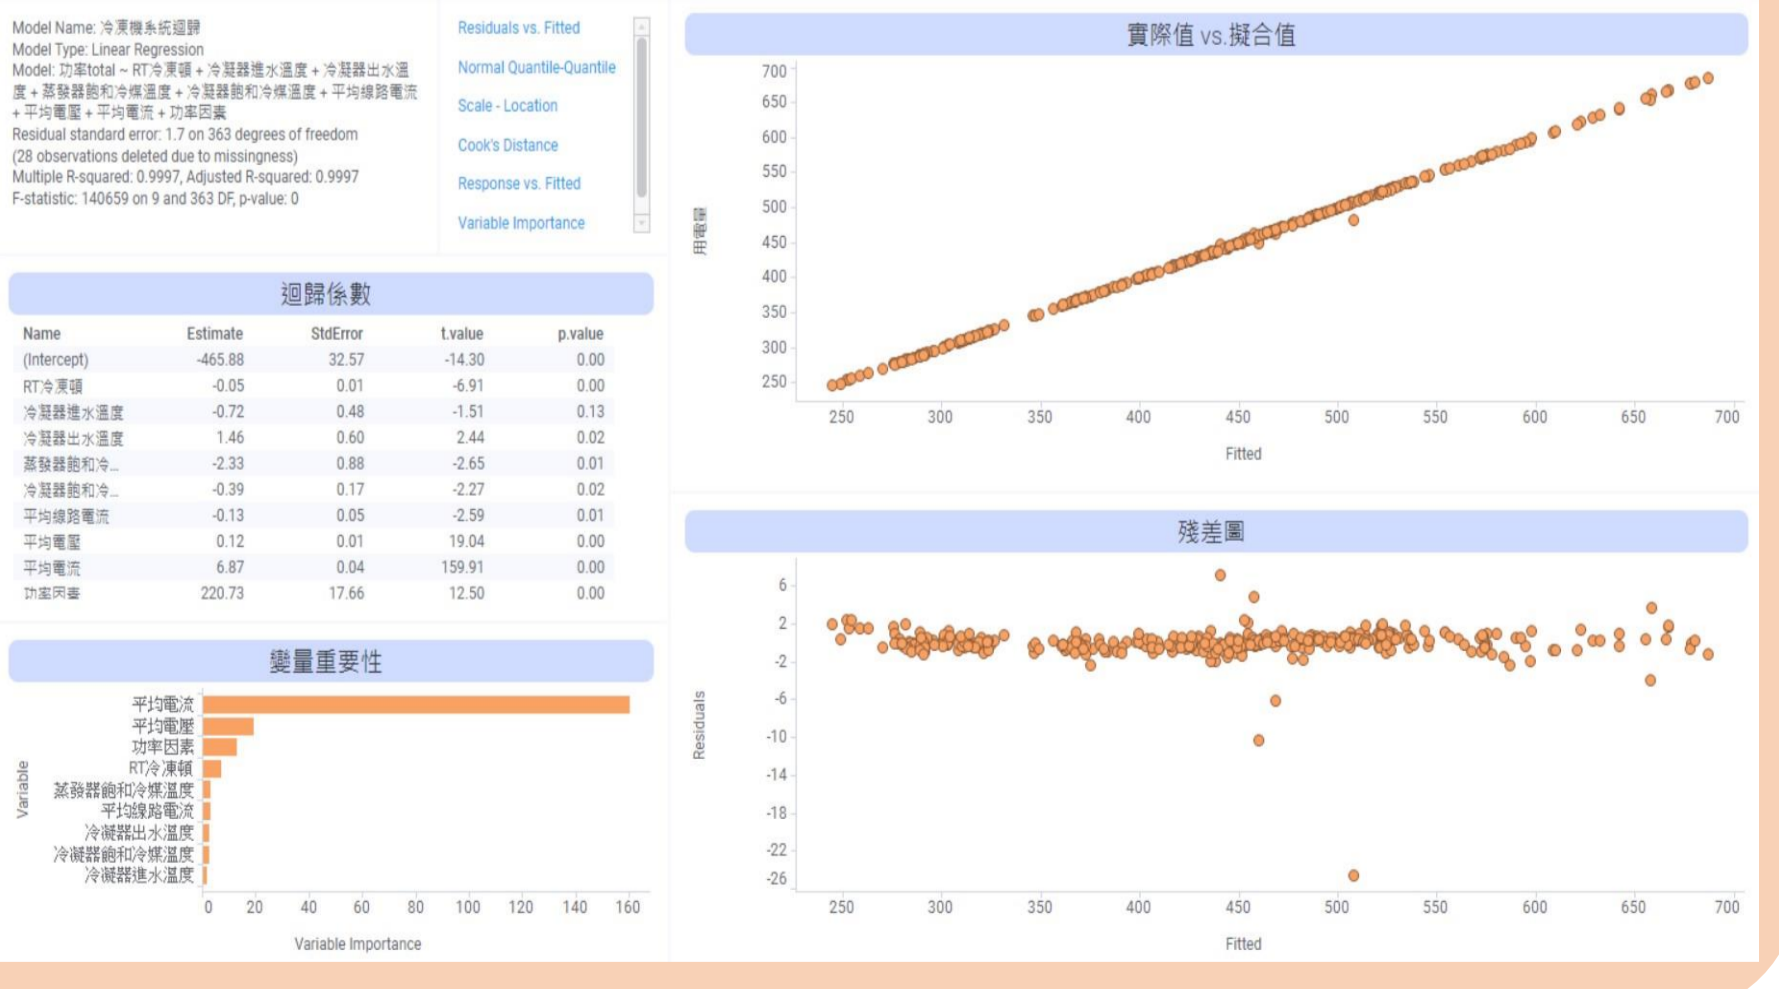 Model Name: 冷凍機系統迴歸
Model Type: Linear Regression
Model: 功率total ~ RT冷凍頓 + 冷凝器進水溫度 + 冷凝器出水溫
度 + 蒸發器飽和冷媒溫度 + 冷凝器飽和冷媒溫度 + 平均線路電流
+ 平均電壓 + 平均電流 + 功率因素
Residual standard error: 1.7 on 363 degrees of freedom
(28 observations deleted due to missingness)
Multiple R-squared: 0.9997, Adjusted R-squared: 0.9997
F-statistic: 140659 on 9 and 363 DF, p-value: 0
Residuals vs. Fitted
Normal Quantile-Quantile
Scale - Location
Cook's Distance
Response vs. Fitted
Variable Importance
迴歸係數
Name Estimate StdError t.value p.value
(Intercept) -465.88 32.57 -14.30 0.00
RT冷凍頓 -0.05 0.01 -6.91 0.00
冷凝器進水溫度 -0.72 0.48 -1.51 0.13
冷凝器出水溫度 1.46 0.60 2.44 0.02
蒸發器飽和冷... -2.33 0.88 -2.65 0.01
冷凝器飽和冷... -0.39 0.17 -2.27 0.02
平均線路電流 -0.13 0.05 -2.59 0.01
平均電壓 0.12 0.01 19.04 0.00
平均電流 6.87 0.04 159.91 0.00
功率因素 220.73 17.66 12.50 0.00
變量重要性
Variable
平均電流
平均電壓
功率因素
RT冷凍頓
蒸發器飽和冷媒溫度
平均線路電流
冷凝器出水溫度
冷凝器飽和冷媒溫度
冷凝器進水溫度
0 20 40 60 80 100 120 140 160
Variable Importance
實際值 vs.擬合值
用電量
700
650
600
550
500
450
400
350
300
250
250 300 350 400 450 500 550 600 650 700
Fitted
殘差圖
Residuals
6
2
-2
-6
-10
-14
-18
-22
-26
250 300 350 400 450 500 550 600 650 700
Fitted